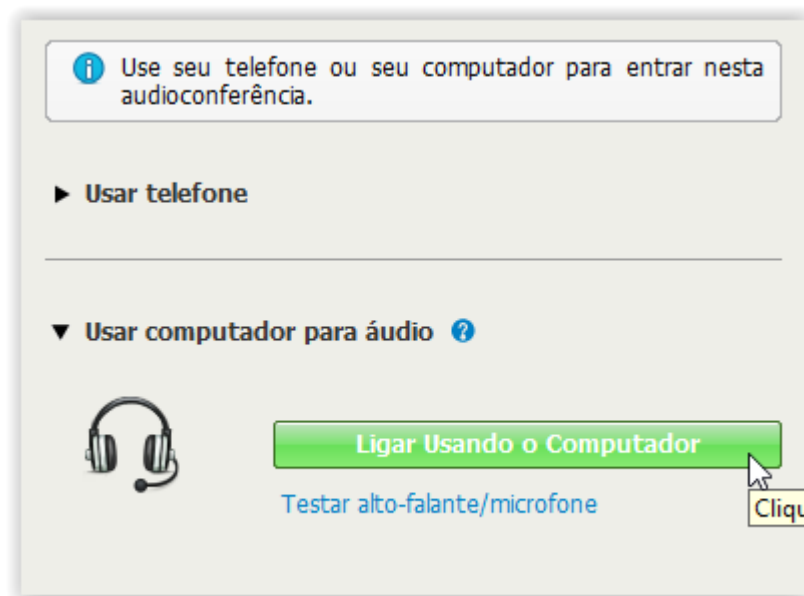 Use seu telefone ou seu computador para entrar nesta
audioconferência.
Usar telefone
Usar computador para áudio
Ligar Usando o Computador
Testar alto-falante/microfone
Cliqu